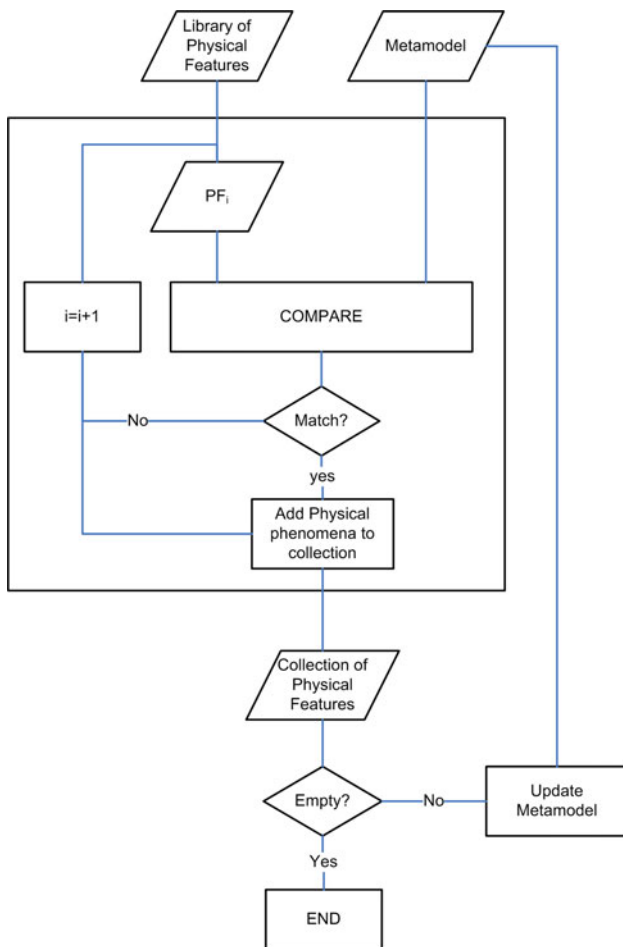 Library of
Physical
Features
Metamodel
PFi
i=i+1
COMPARE
Match?
No
yes
Add Physical
phenomena to
collection
Collection of
Physical
Features
Empty?
No
Update
Metamodel
Yes
END